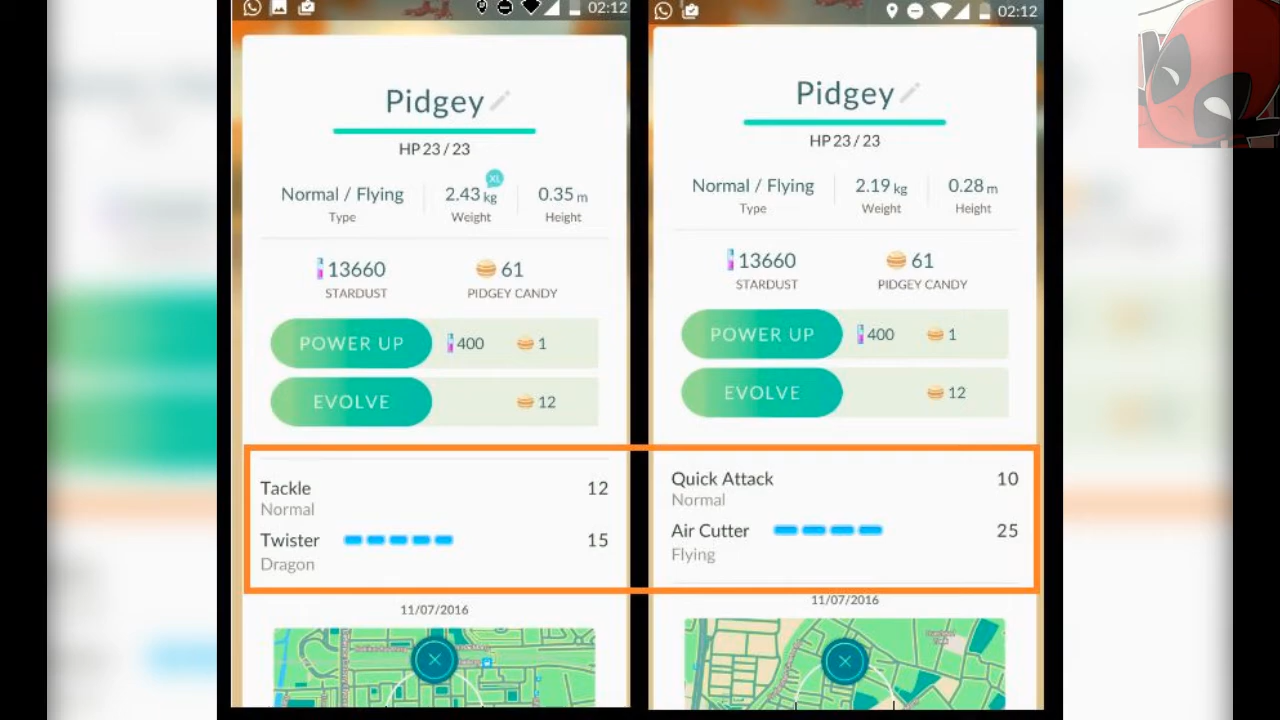 02:12
Pidgey
HP 23 / 23
Normal / Flying
2.43 kg
XL
0.35 m
Type
Weight
Height
13660
61
STARDUST
PIDGEY CANDY
POWER UP
400
1
EVOLVE
12
Tackle
12
Normal
Twister
15
Dragon
11/07/2016
02:12
Pidgey
HP 23 / 23
Normal / Flying
2.19 kg
0.28 m
Type
Weight
Height
13660
61
STARDUST
PIDGEY CANDY
POWER UP
400
1
EVOLVE
12
Quick Attack
10
Normal
Air Cutter
25
Flying
11/07/2016